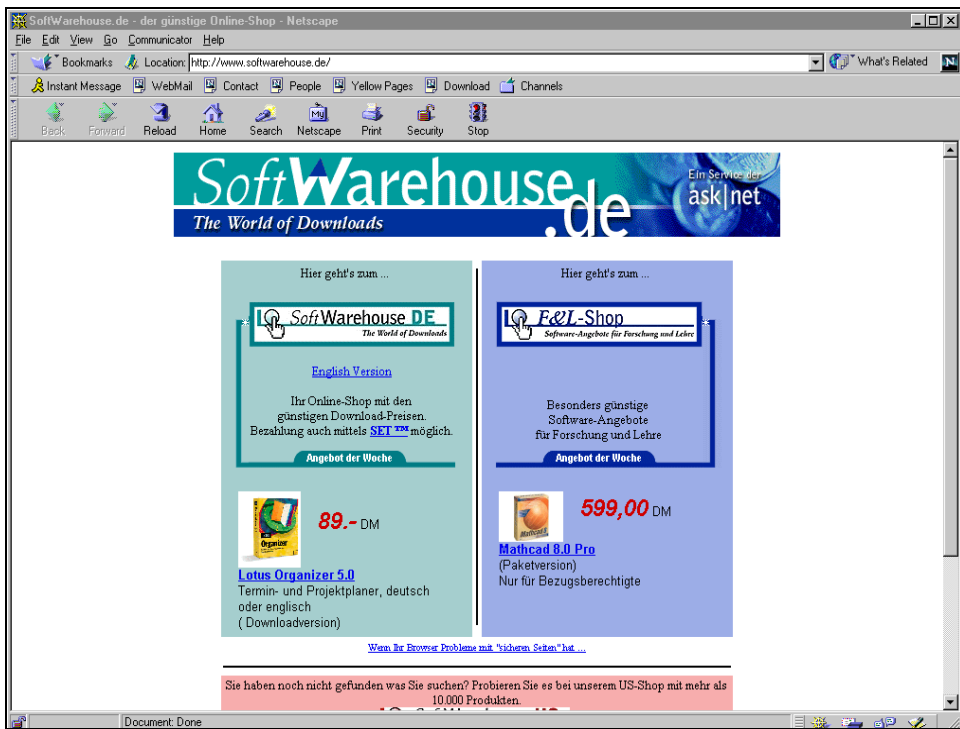 SoftWarehouse.de - der günstige Online-Shop - Netscape
File Edit View Go Communicator Help
Bookmarks Location: http://www.softwarehouse.de/ What's Related
Instant Message WebMail Contact People Yellow Pages Download Channels
Back Forward Reload Home Search Netscape Print Security Stop
SoftWarehouse.de
The World of Downloads
Ein Service der
ask|net
Hier geht's zum ...
SoftWarehouse DE
The World of Downloads
English Version
Ihr Online-Shop mit den
günstigen Download-Preisen.
Bezahlung auch mittels SET ™ möglich.
Angebot der Woche
Organizer
89.- DM
Lotus Organizer 5.0
Termin- und Projektplaner, deutsch
oder englisch
( Downloadversion)
Hier geht's zum ...
F&L-Shop
Software-Angebote für Forschung und Lehre
Besonders günstige
Software-Angebote
für Forschung und Lehre
Angebot der Woche
Mathcad 8
599,00 DM
Mathcad 8.0 Pro
(Paketversion)
Nur für Bezugsberechtigte
Wenn Ihr Browser Probleme mit "sicheren Seiten" hat ...
Sie haben noch nicht gefunden was Sie suchen? Probieren Sie es bei unserem US-Shop mit mehr als
10.000 Produkten.
Document: Done